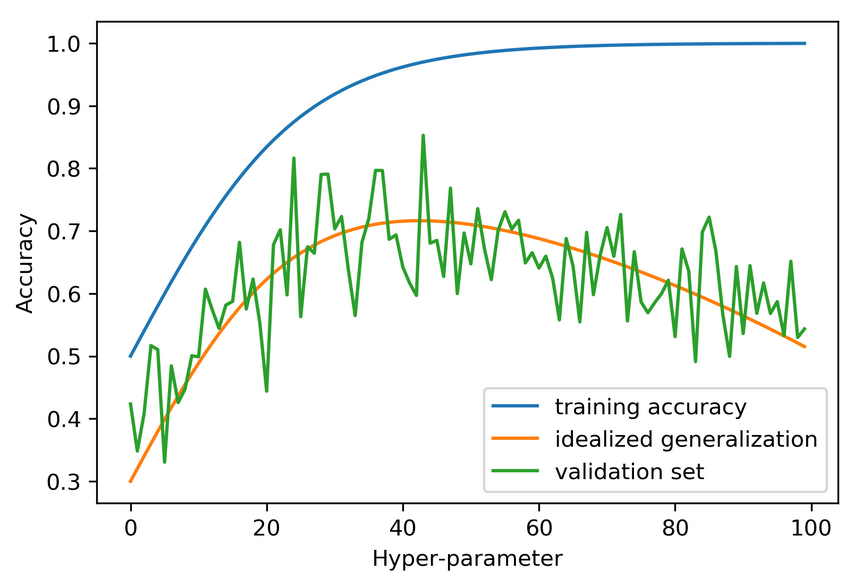 1.0
0.9
0.8
0.7
0.6
0.5
0.4
0.3
Accuracy
training accuracy
idealized generalization
validation set
0 20 40 60 80 100
Hyper-parameter